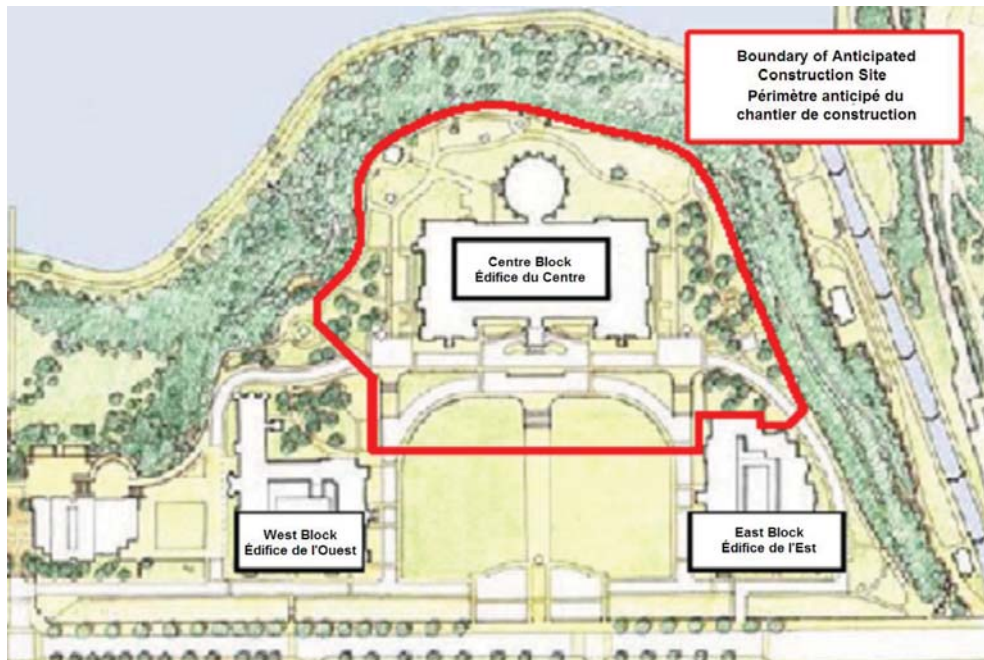 Boundary of Anticipated
Construction Site
Périmètre anticipé du
chantier de construction
Centre Block
Édifice du Centre
West Block
Édifice de l'Ouest
East Block
Édifice de l'Est